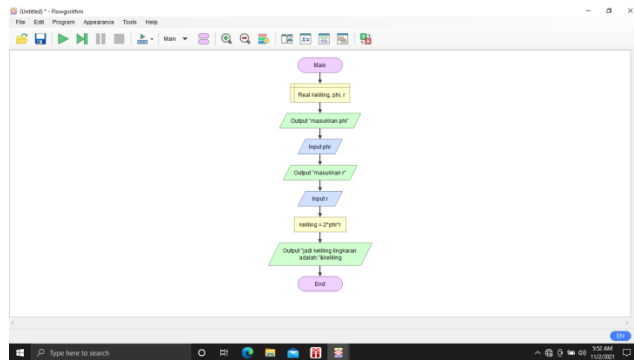 (Untitled) * - Flowgorithm
File Edit Program Appearance Tools Help
Main
Main
Real keliling, phi, r
Output "masukkan phi"
Input phi
Output "masukkan r"
Input r
keliling = 2*phi*r
Output "jadi keliling lingkaran
adalah:"&keliling
End
EN
Type here to search
5:52 AM
11/2/2021